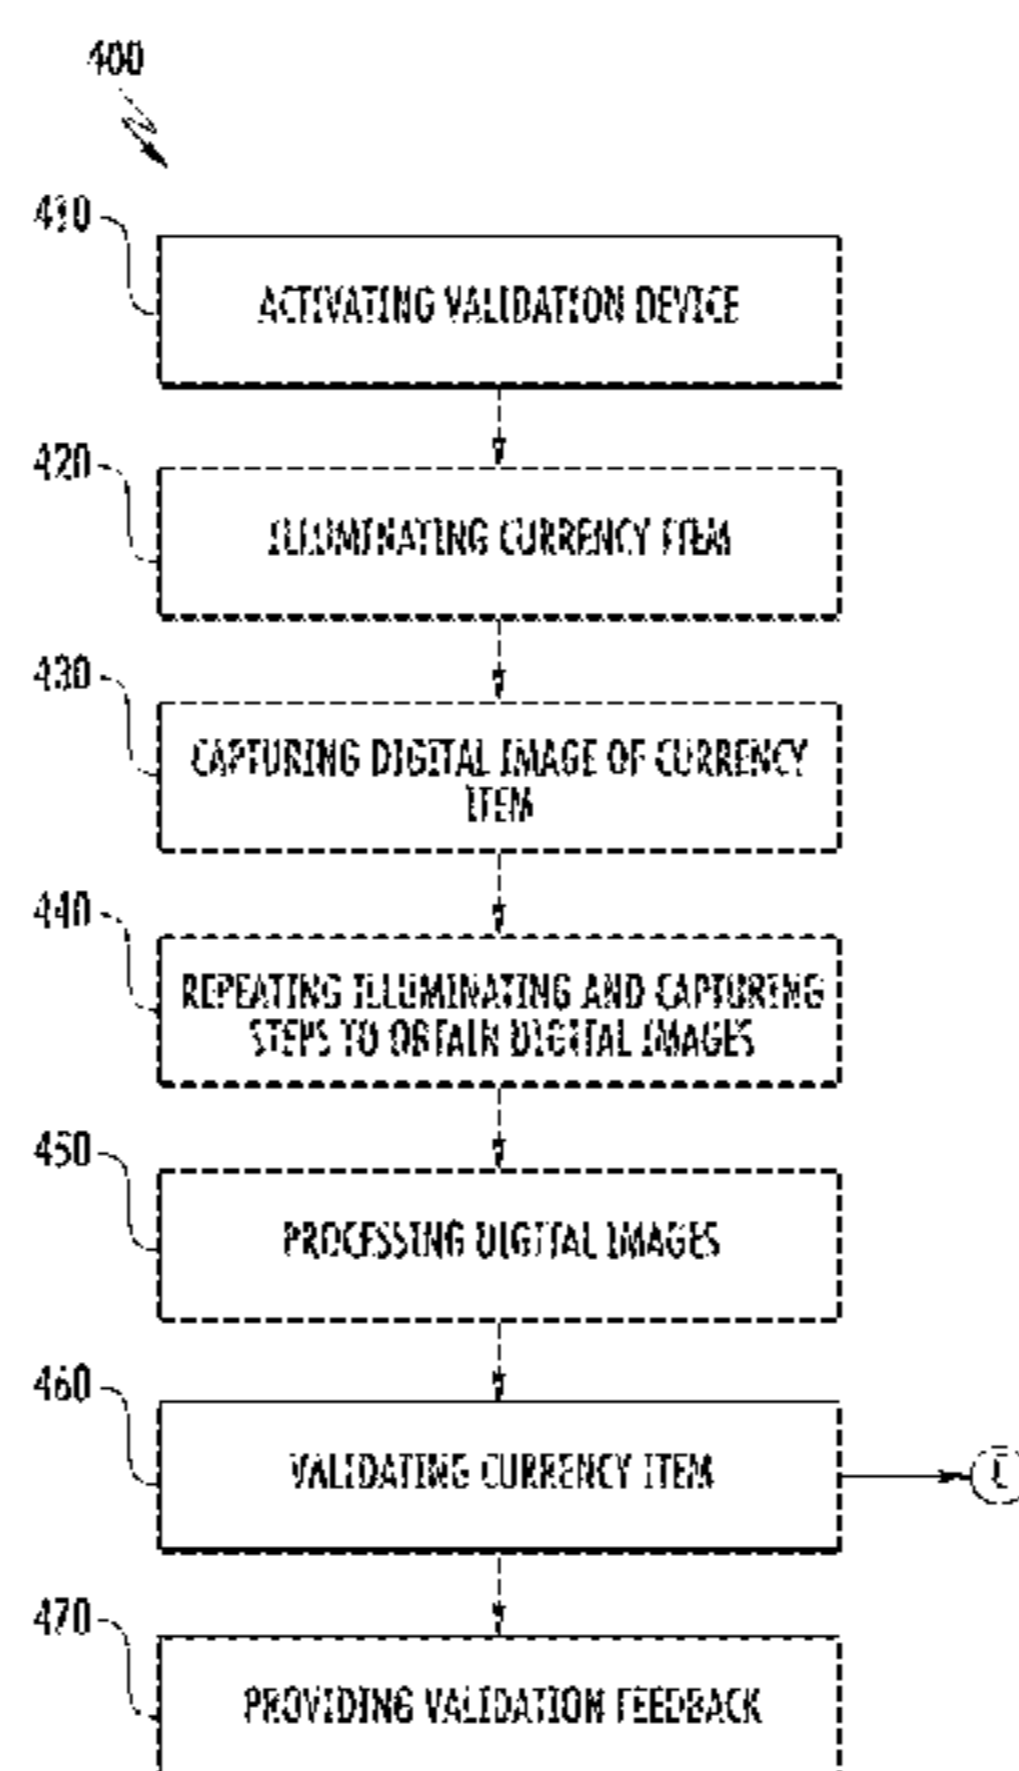 400
410
ACTIVATING VALIDATION DEVICE
420
ILLUMINATING CURRENCY ITEM
430
CAPTURING DIGITAL IMAGE OF CURRENCY
ITEM
440
REPEATING ILLUMINATING AND CAPTURING
STEPS TO OBTAIN DIGITAL IMAGES
450
PROCESSING DIGITAL IMAGES
460
VALIDATING CURRENCY ITEM
470
PROVIDING VALIDATION FEEDBACK